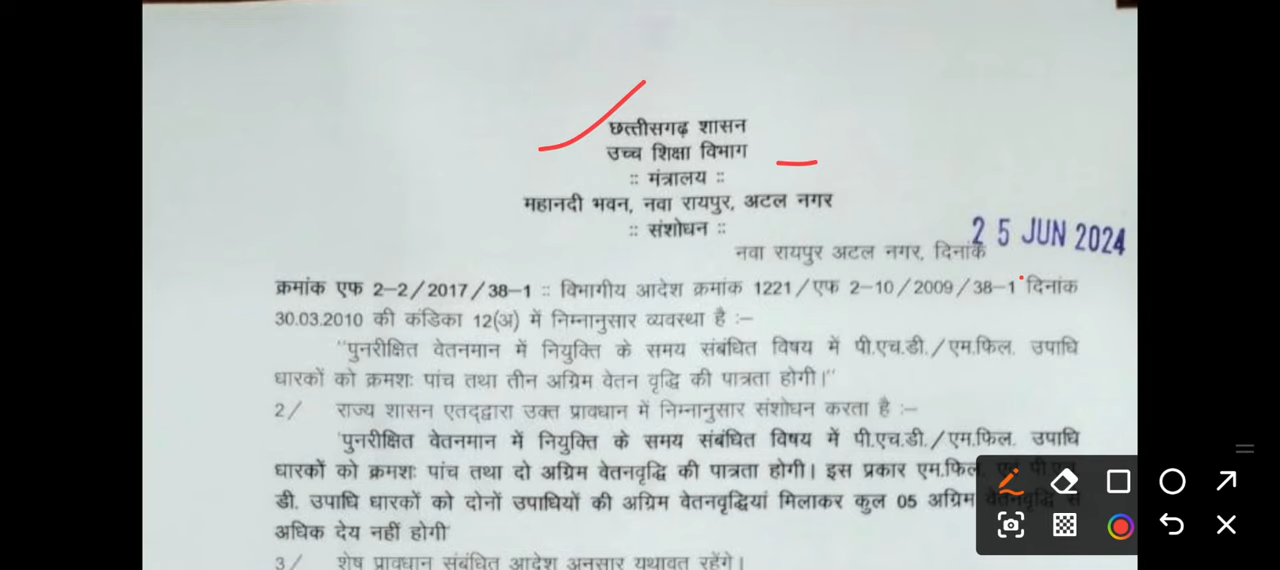 छत्तीसगढ़ शासन
उच्च शिक्षा विभाग
:: मंत्रालय ::
महानदी भवन, नवा रायपुर, अटल नगर
:: संशोधन ::
नवा रायपुर अटल नगर, दिनांक 25 JUN 2024
क्रमांक एफ 2-2/2017/38-1 :: विभागीय आदेश क्रमांक 1221/एफ 2-10/2009/38-1 दिनांक
30.03.2010 की कंडिका 12(अ) में निम्नानुसार व्यवस्था है :-
"पुनरीक्षित वेतनमान में नियुक्ति के समय संबंधित विषय में पी.एच.डी./एम.फिल. उपाधि
धारकों को क्रमशः पांच तथा तीन अग्रिम वेतन वृद्धि की पात्रता होगी।"
2/ राज्य शासन एतद्द्वारा उक्त प्रावधान में निम्नानुसार संशोधन करता है :-
'पुनरीक्षित वेतनमान में नियुक्ति के समय संबंधित विषय में पी.एच.डी./एम.फिल. उपाधि
धारकों को क्रमशः पांच तथा दो अग्रिम वेतनवृद्धि की पात्रता होगी। इस प्रकार एम.फिल. एवं पी.एच.
डी. उपाधि धारकों को दोनों उपाधियों की अग्रिम वेतनवृद्धियां मिलाकर कुल 05 अग्रिम वेतनवृद्धि से
अधिक देय नहीं होगी'
3/ शेष प्रावधान संबंधित आदेश अनुसार यथावत रहेंगे।